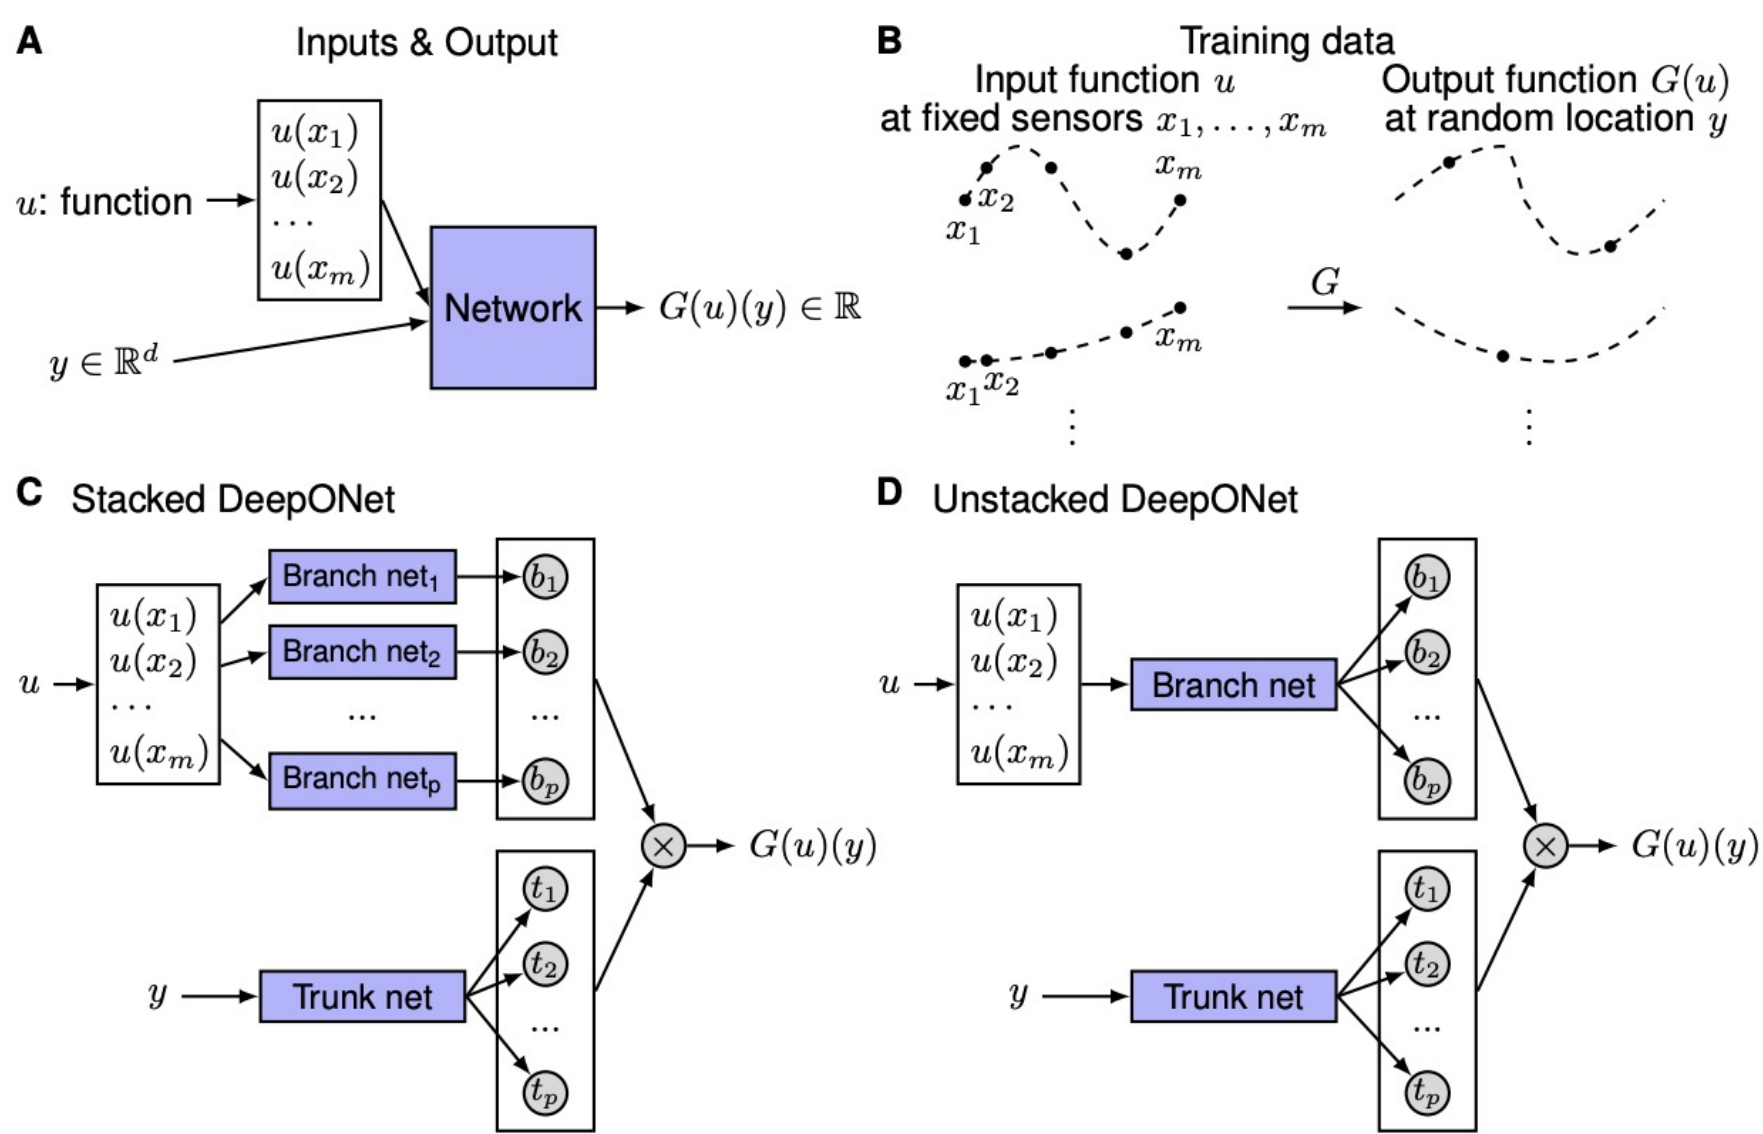 A Inputs & Output
u(x₁)
u(x₂)
...
u(xₘ)
u: function
Network
G(u)(y) ∈ ℝ
y ∈ ℝᵈ
B Training data
Input function u
at fixed sensors x₁, ..., xₘ
Output function G(u)
at random location y
xₘ
x₂
x₁
G
xₘ
x₁ x₂
⋮ ⋮
C Stacked DeepONet
u
u(x₁)
u(x₂)
...
u(xₘ)
Branch net₁
Branch net₂
...
Branch netₚ
b₁
b₂
...
bₚ
×
G(u)(y)
y
Trunk net
t₁
t₂
...
tₚ
D Unstacked DeepONet
u
u(x₁)
u(x₂)
...
u(xₘ)
Branch net
b₁
b₂
...
bₚ
×
G(u)(y)
y
Trunk net
t₁
t₂
...
tₚ